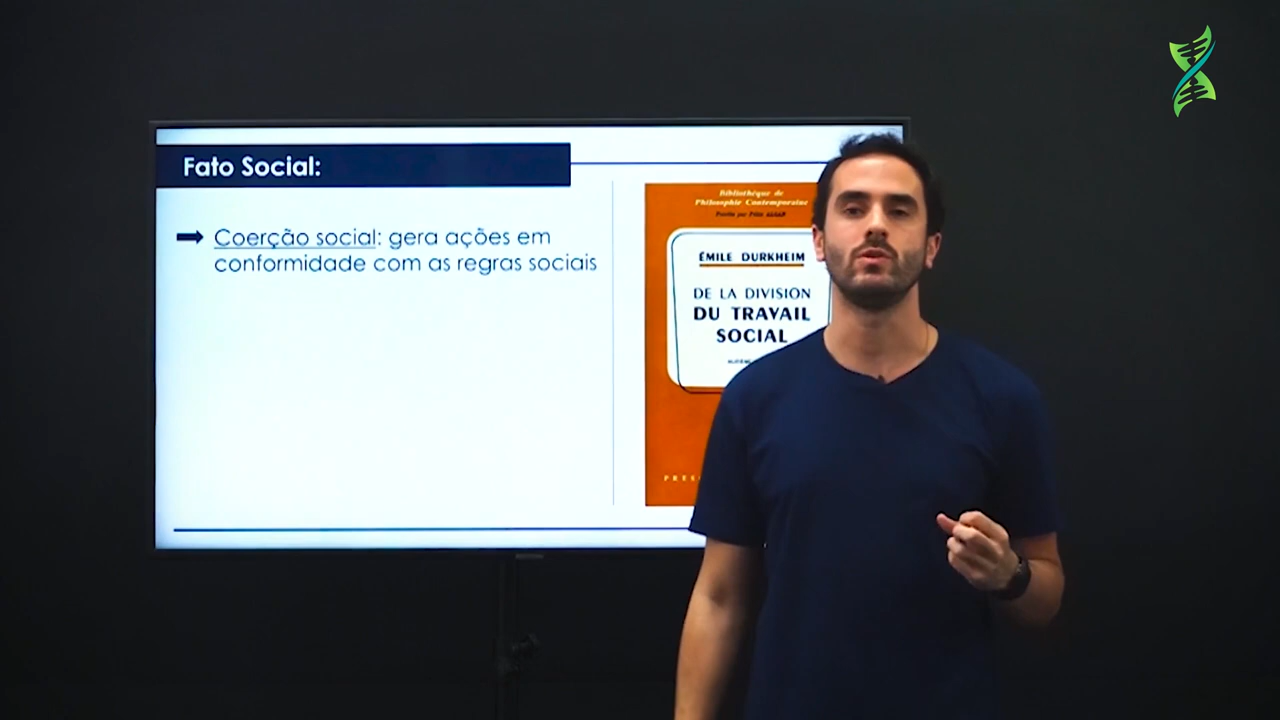 Fato Social:
Coerção social: gera ações em
conformidade com as regras sociais
Bibliothèque de
Philosophie Contemporaine
ÉMILE DURKHEIM
DE LA DIVISION
DU TRAVAIL
SOCIAL